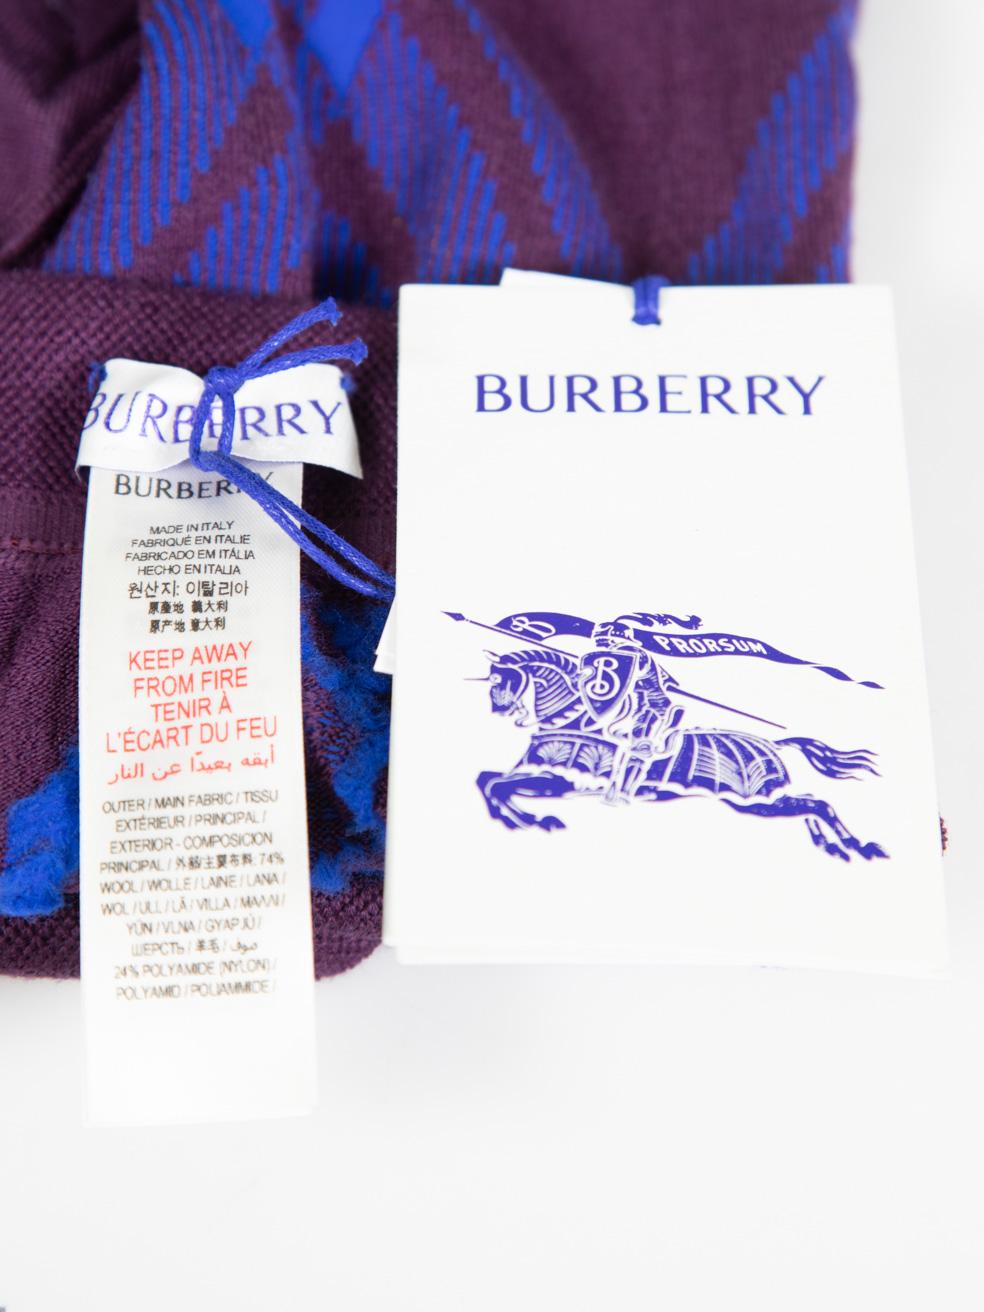 BURBERRY
BURBERRY
MADE IN ITALY
FABRIQUÉ EN ITALIE
FABRICADO EM ITÁLIA
HECHO EN ITALIA
원산지: 이탈리아
原產地 義大利
原产地 意大利
KEEP AWAY
FROM FIRE
TENIR À
L'ÉCART DU FEU
أبقه بعيدًا عن النار
OUTER / MAIN FABRIC / TISSU
EXTÉRIEUR / PRINCIPAL /
EXTERIOR - COMPOSICION
PRINCIPAL / 外部/主要布料: 74%
WOOL / WOLLE / LAINE / LANA /
WOL / ULL / LÃ / VILLA / ΜΑΛΛΙ /
YÜN / VLNA / GYAPJÚ /
ШЕРСТЬ / 羊毛 / صوف /
24% POLYAMIDE (NYLON) /
POLYAMID / POLIAMMIDE /
BURBERRY
B
PRORSUM
B